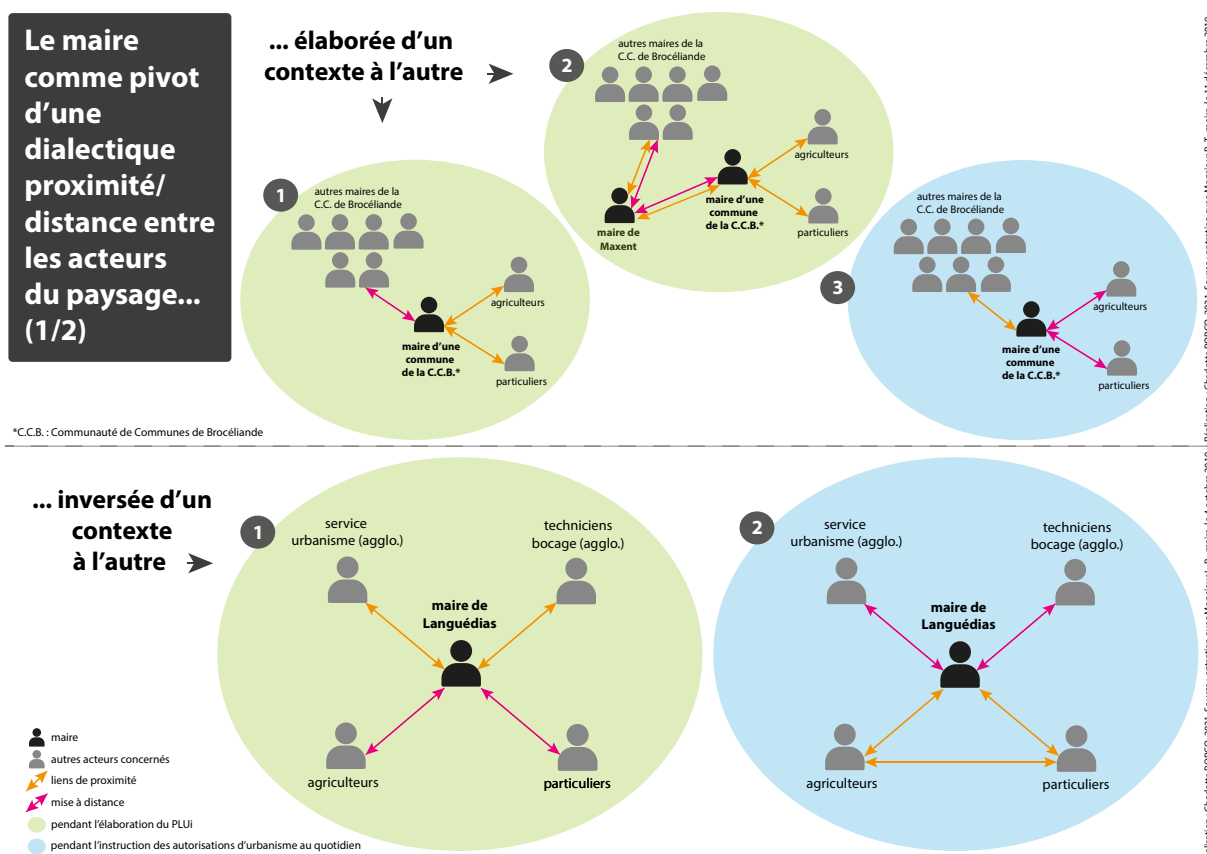 Le maire
comme pivot
d'une
dialectique
proximité/
distance entre
les acteurs
du paysage...
(1/2)
... élaborée d'un
contexte à l'autre
1
autres maires de la
C.C. de Brocéliande
agriculteurs
maire d'une
commune
de la C.C.B.*
particuliers
2
autres maires de la
C.C. de Brocéliande
agriculteurs
maire de
Maxent
maire d'une
commune
de la C.C.B.*
particuliers
3
autres maires de la
C.C. de Brocéliande
agriculteurs
maire d'une
commune
de la C.C.B.*
particuliers
*C.C.B. : Communauté de Communes de Brocéliande
... inversée d'un
contexte
à l'autre
1
service
urbanisme (agglo.)
techniciens
bocage (agglo.)
maire de
Languédias
agriculteurs
particuliers
2
service
urbanisme (agglo.)
techniciens
bocage (agglo.)
maire de
Languédias
agriculteurs
particuliers
maire
autres acteurs concernés
liens de proximité
mise à distance
pendant l'élaboration du PLUi
pendant l'instruction des autorisations d'urbanisme au quotidien